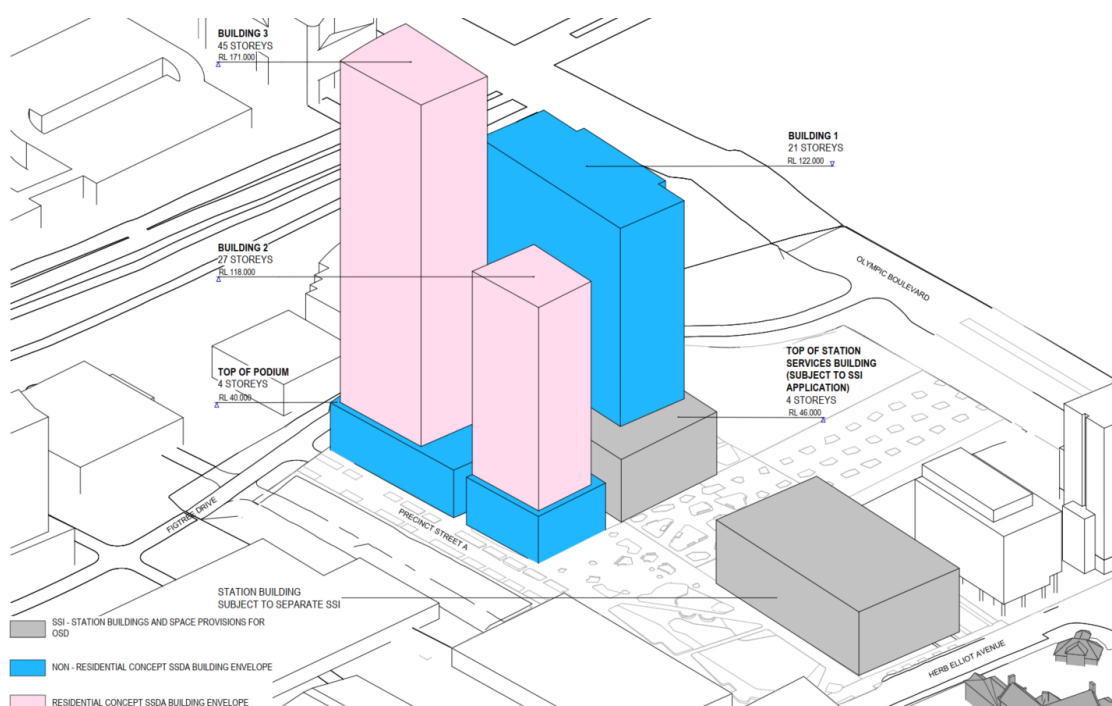 BUILDING 3
45 STOREYS
RL 171.000
BUILDING 1
21 STOREYS
RL 122.000
BUILDING 2
27 STOREYS
RL 118.000
OLYMPIC BOULEVARD
TOP OF STATION
SERVICES BUILDING
(SUBJECT TO SSI
APPLICATION)
4 STOREYS
RL 46.000
TOP OF PODIUM
4 STOREYS
RL 40.000
FIGTREE DRIVE
PRECINCT STREET A
STATION BUILDING
SUBJECT TO SEPARATE SSI
HERB ELLIOT AVENUE
SSI - STATION BUILDINGS AND SPACE PROVISIONS FOR
OSD
NON - RESIDENTIAL CONCEPT SSDA BUILDING ENVELOPE
RESIDENTIAL CONCEPT SSDA BUILDING ENVELOPE